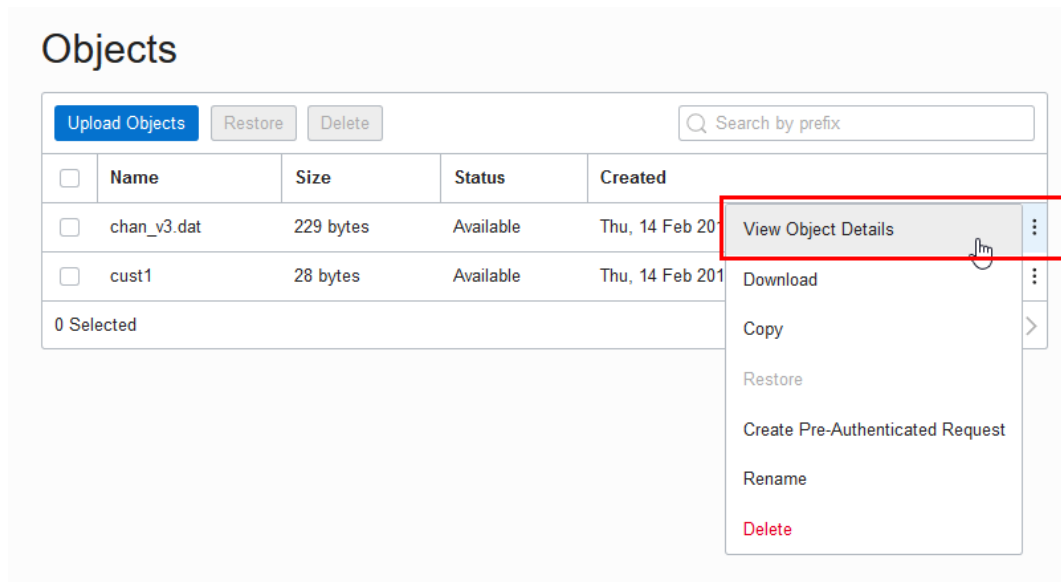 Objects
Upload Objects Restore Delete Search by prefix
Name Size Status Created
chan_v3.dat 229 bytes Available Thu, 14 Feb 201
View Object Details
cust1 28 bytes Available Thu, 14 Feb 201
Download
0 Selected
Copy
Restore
Create Pre-Authenticated Request
Rename
Delete